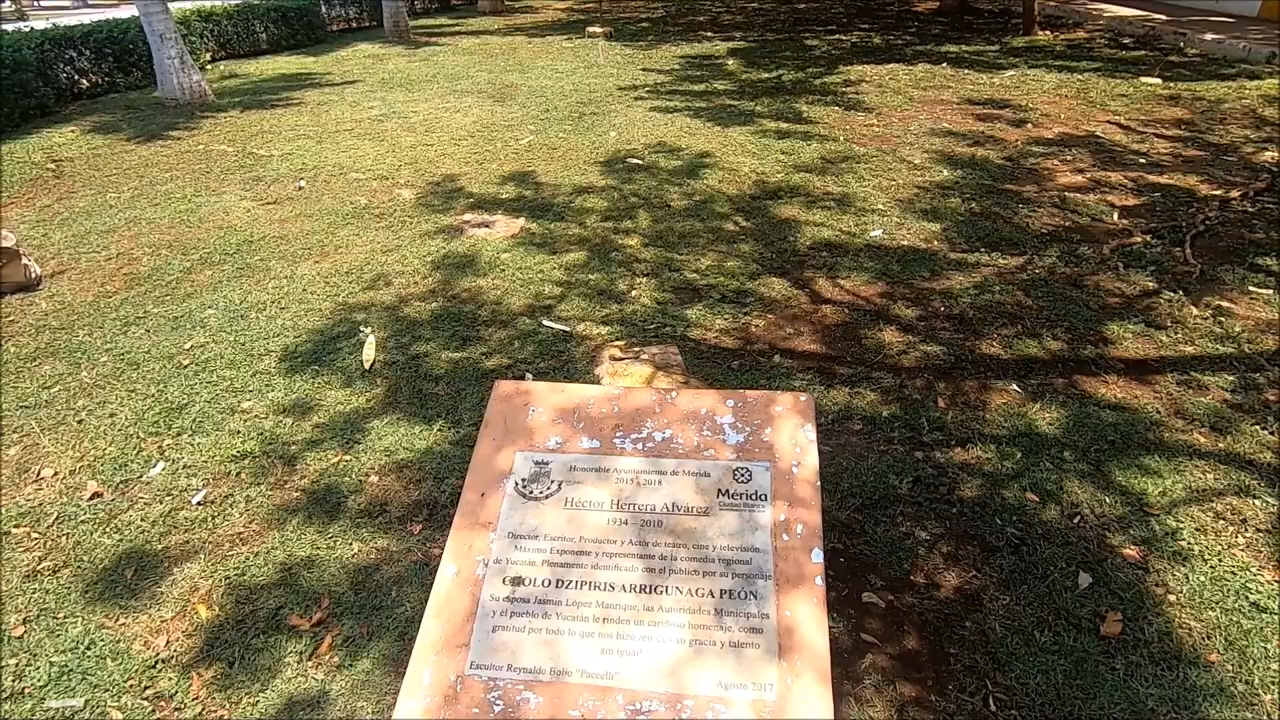 Honorable Ayuntamiento de Mérida
2015 - 2018
Mérida
Ciudad Blanca
Héctor Herrera Alvárez
1934 – 2010
Director, Escritor, Productor y Actor de teatro, cine y televisión.
Máximo Exponente y representante de la comedia regional
de Yucatán. Plenamente identificado con el público por su personaje
CHOLO DZÍPIRIS ARRIGUNAGA PEÓN
Su esposa Jasmín López Manrique, las Autoridades Municipales
y el pueblo de Yucatán le rinden un cariñoso homenaje, como
gratitud por todo lo que nos hizo reír con su gracia y talento
sin igual!
Escultor Reynaldo Bolio "Paccelli"
Agosto 2017